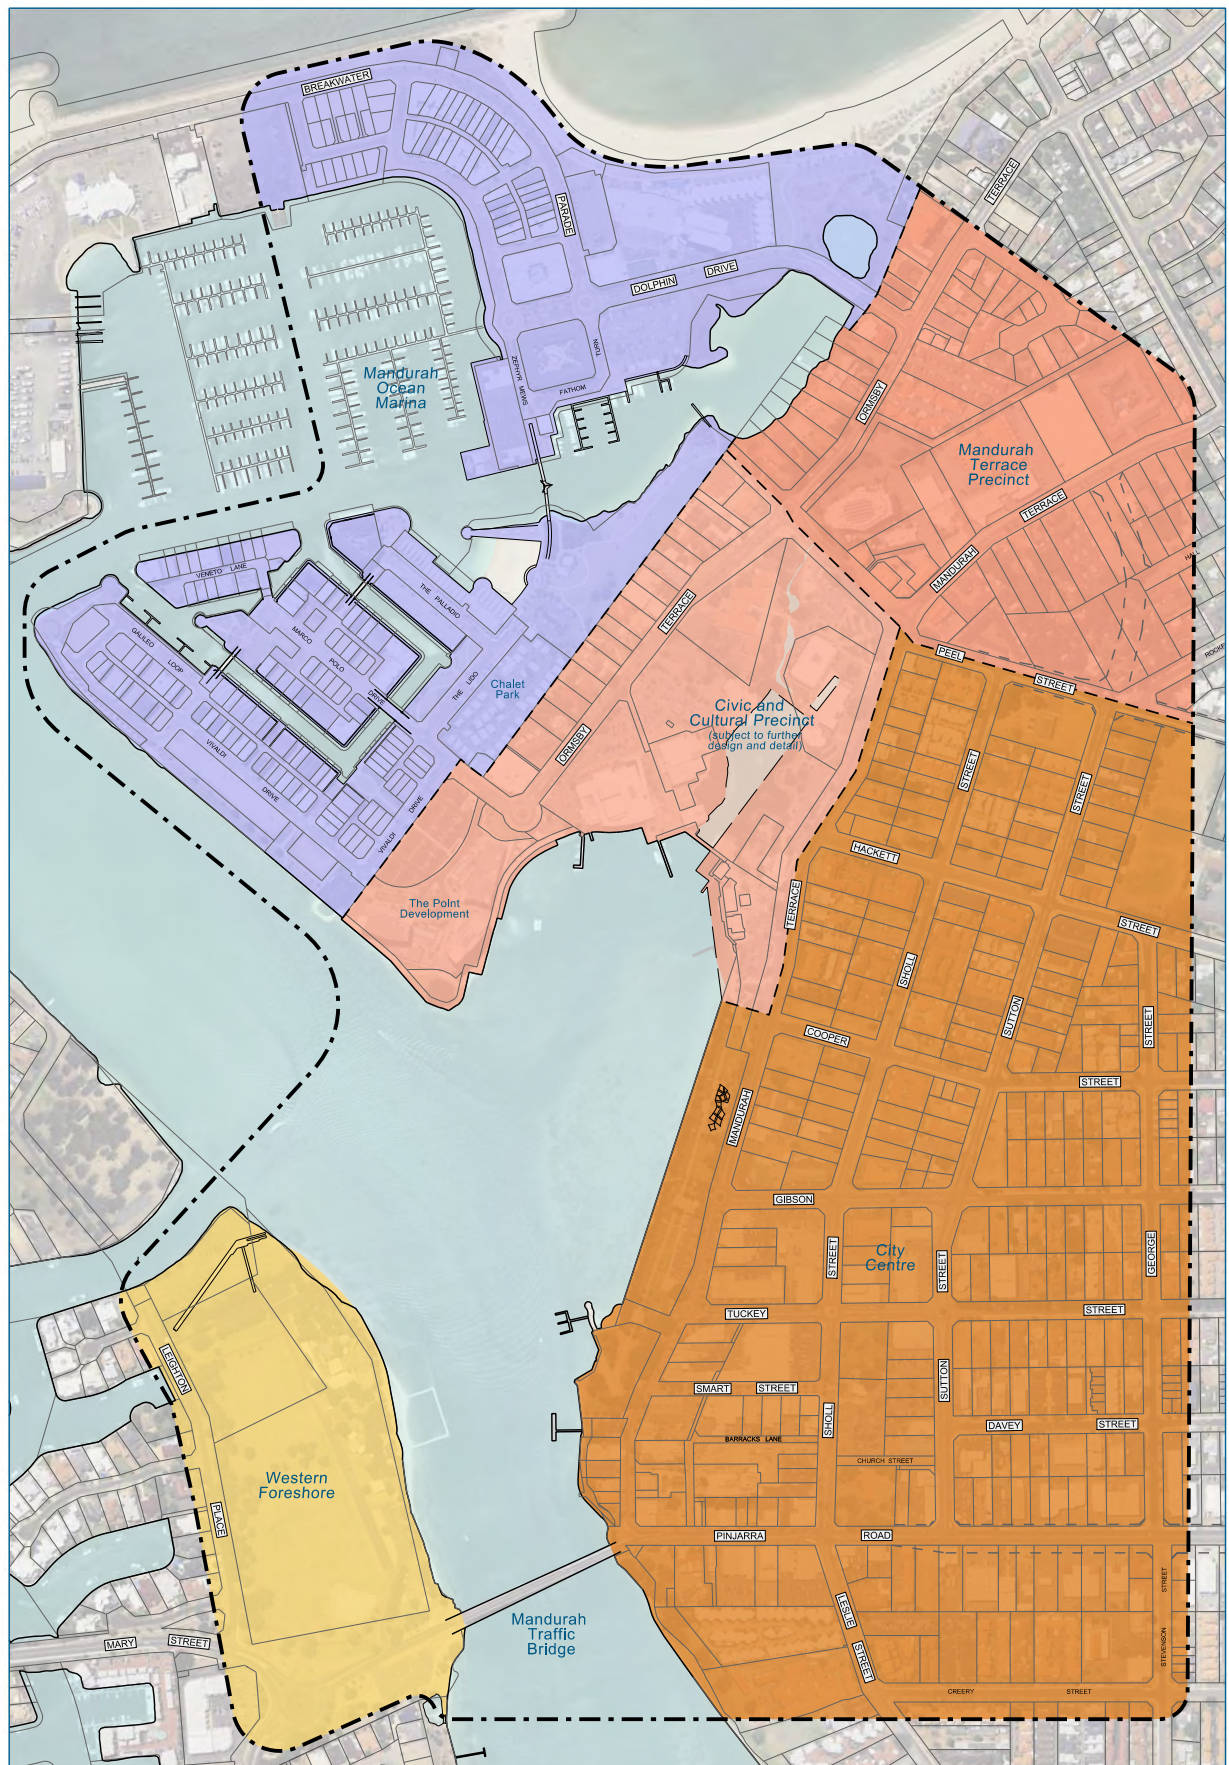 BREAKWATER
TERRACE
PARADE
DOLPHIN
DRIVE
Mandurah
Ocean
Marina
ZEPHYR MEWS
TURN
FATHOM
ORMSBY
Mandurah
Terrace
Precinct
TERRACE
MANDURAH
HALL
VENETO LANE
THE PALLADIO
GALILEO
LOOP
MARCO
POLO
DRIVE
THE LIDO
Chalet
Park
TERRACE
PEEL
STREET
Civic and
Cultural Precinct
(subject to further
design and detail)
ORMSBY
VIVALDI
DRIVE
VIVALDI
DRIVE
STREET
STREET
HACKETT
STREET
The Point
Development
TERRACE
SHOLL
SUTTON
STREET
COOPER
STREET
MANDURAH
GIBSON
STREET
City
Centre
STREET
GEORGE
TUCKEY
STREET
LEIGHTON
SMART
STREET
SUTTON
SHOLL
DAVEY
STREET
BARRACKS LANE
CHURCH STREET
Western
Foreshore
PLACE
PINJARRA
ROAD
STREET
STEVENSON
LESLIE
STREET
Mandurah
Traffic
Bridge
MARY
STREET
CREERY
STREET